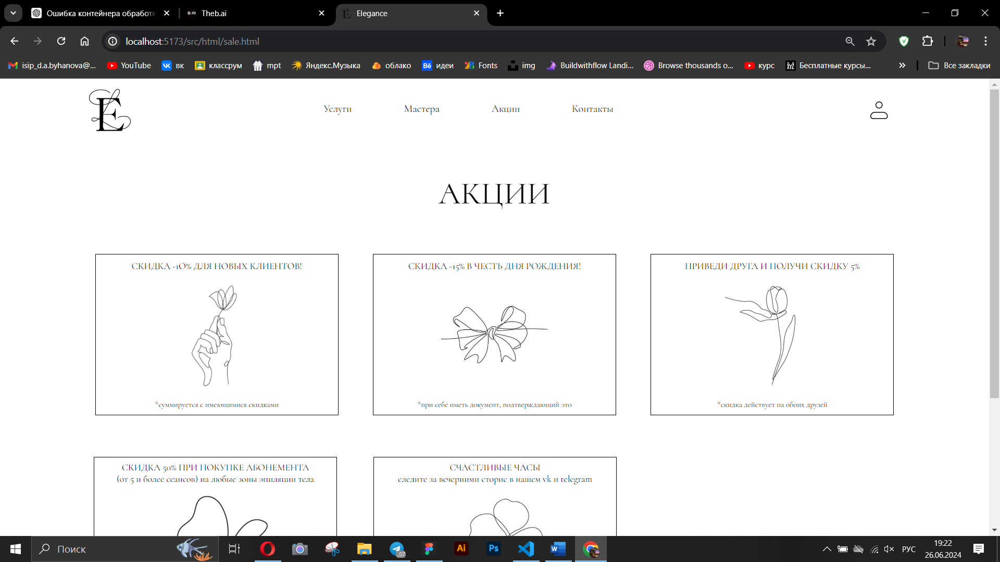 Ошибка контейнера обработк
Theb.ai
Elegance
localhost:5173/src/html/sale.html
isip_d.a.byhanova@...
YouTube
вк
класс​рум
mpt
Яндекс.Музыка
облако
идеи
Fonts
img
Buildwithflow Landi...
Browse thousands o...
курс
Бесплатные курсы...
Все закладки
E
Услуги
Мастера
Акции
Контакты
АКЦИИ
СКИДКА -10% ДЛЯ НОВЫХ КЛИЕНТОВ!
*суммируется с имеющимися скидками
СКИДКА -15% В ЧЕСТЬ ДНЯ РОЖДЕНИЯ!
*при себе иметь документ, подтверждающий это
ПРИВЕДИ ДРУГА И ПОЛУЧИ СКИДКУ 5%
*скидка действует на обоих друзей
СКИДКА 50% ПРИ ПОКУПКЕ АБОНЕМЕНТА
(от 5 и более сеансов) на любые зоны эпиляции тела
СЧАСТЛИВЫЕ ЧАСЫ
следите за вечерними сторис в нашем vk и telegram
Поиск
РУС
19:22
26.06.2024